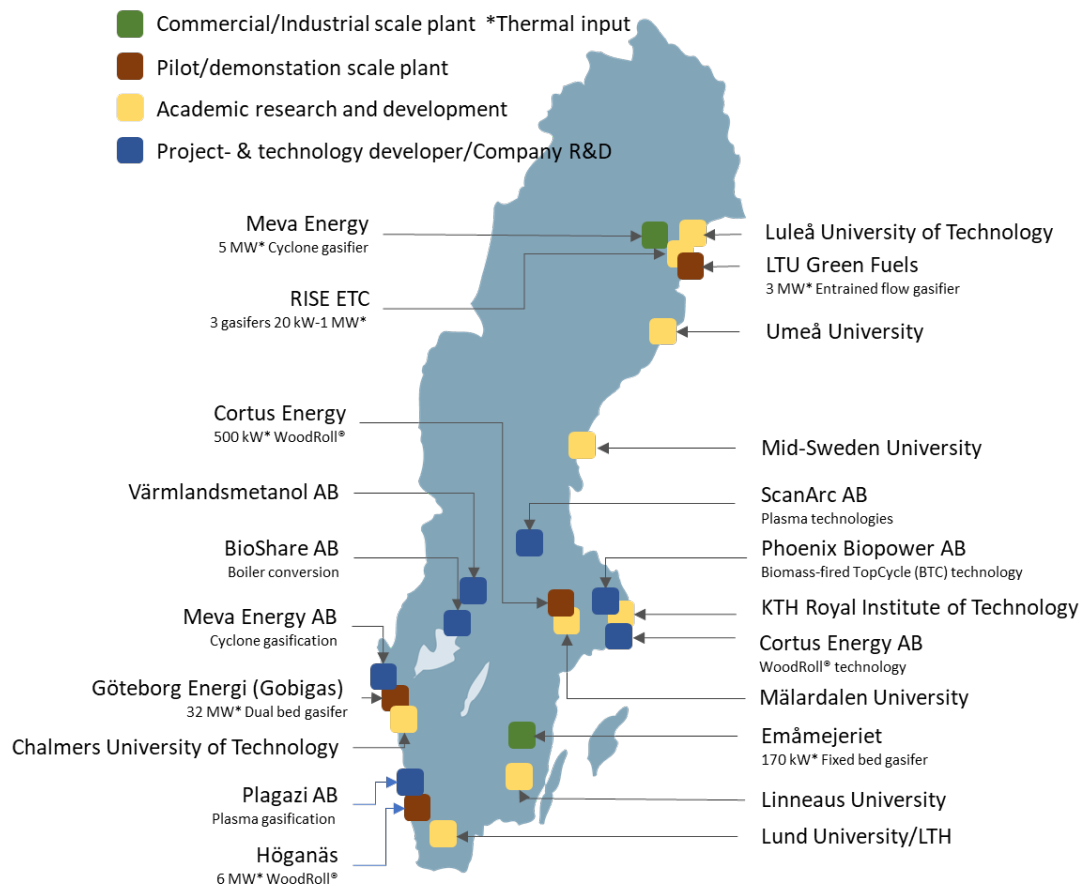 Commercial/Industrial scale plant *Thermal input
Pilot/demonstation scale plant
Academic research and development
Project- & technology developer/Company R&D
Meva Energy
5 MW* Cyclone gasifier
RISE ETC
3 gasifers 20 kW-1 MW*
Cortus Energy
500 kW* WoodRoll®
Värmlandsmetanol AB
BioShare AB
Boiler conversion
Meva Energy AB
Cyclone gasification
Göteborg Energi (Gobigas)
32 MW* Dual bed gasifer
Chalmers University of Technology
Plagazi AB
Plasma gasification
Höganäs
6 MW* WoodRoll®
Luleå University of Technology
LTU Green Fuels
3 MW* Entrained flow gasifier
Umeå University
Mid-Sweden University
ScanArc AB
Plasma technologies
Phoenix Biopower AB
Biomass-fired TopCycle (BTC) technology
KTH Royal Institute of Technology
Cortus Energy AB
WoodRoll® technology
Mälardalen University
Emåmejeriet
170 kW* Fixed bed gasifer
Linneaus University
Lund University/LTH